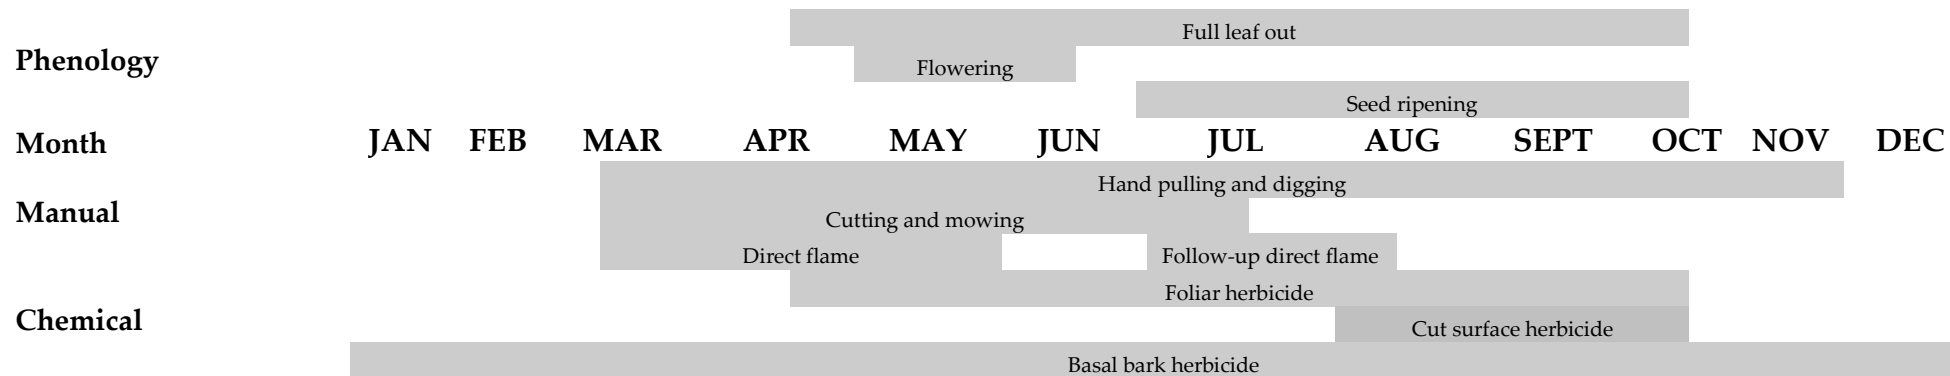 Full leaf out
Phenology
Flowering
Seed ripening
Month JAN FEB MAR APR MAY JUN JUL AUG SEPT OCT NOV DEC
Hand pulling and digging
Manual
Cutting and mowing
Direct flame Follow-up direct flame
Foliar herbicide
Chemical
Cut surface herbicide
Basal bark herbicide